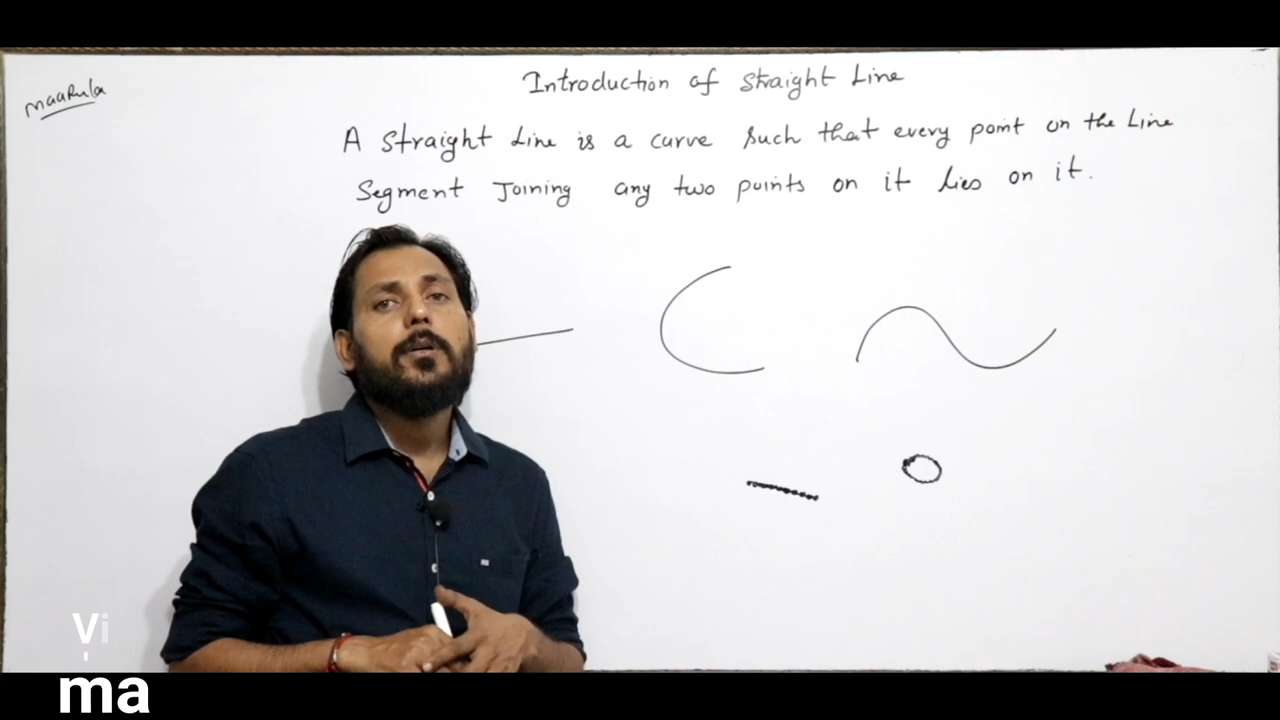 maaRula
Introduction of Straight Line
A Straight Line is a curve such that every point on the Line
Segment Joining any two points on it lies on it.
Vi
ma